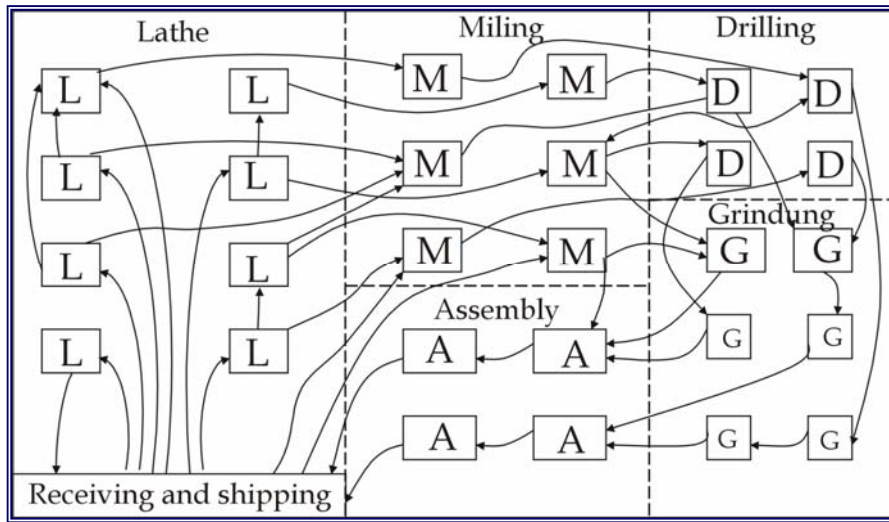 Lathe Miling Drilling
L L M M D D
L L M M D D
Grindung
L L M M G G
Assembly
L L A A G G
A A G G
Receiving and shipping